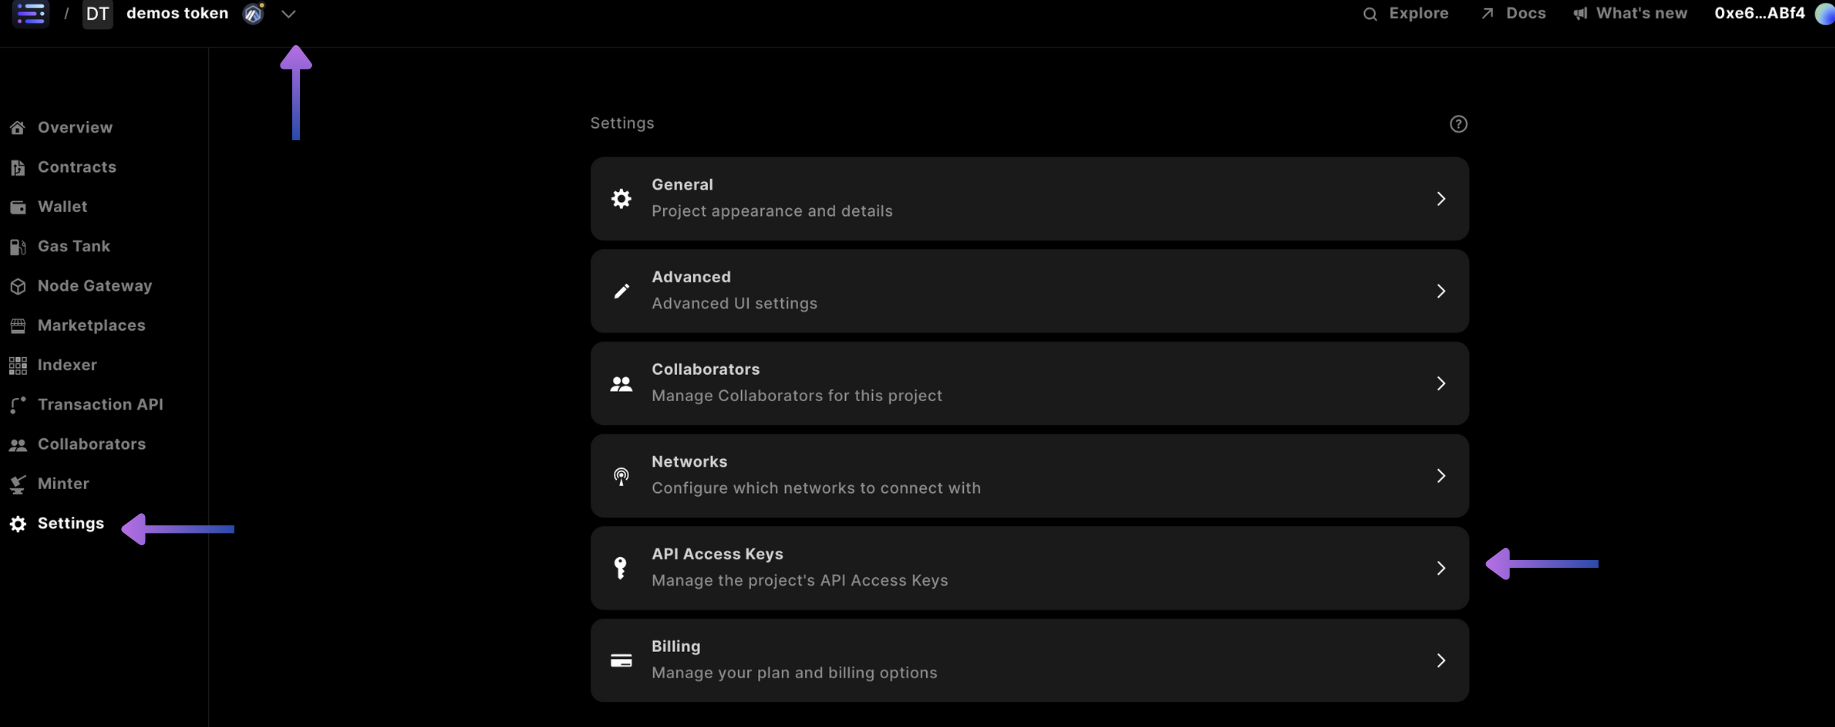 / DT demos token
Explore Docs What's new 0xe6...ABf4
Overview
Contracts
Wallet
Gas Tank
Node Gateway
Marketplaces
Indexer
Transaction API
Collaborators
Minter
Settings
Settings
General
Project appearance and details
Advanced
Advanced UI settings
Collaborators
Manage Collaborators for this project
Networks
Configure which networks to connect with
API Access Keys
Manage the project's API Access Keys
Billing
Manage your plan and billing options